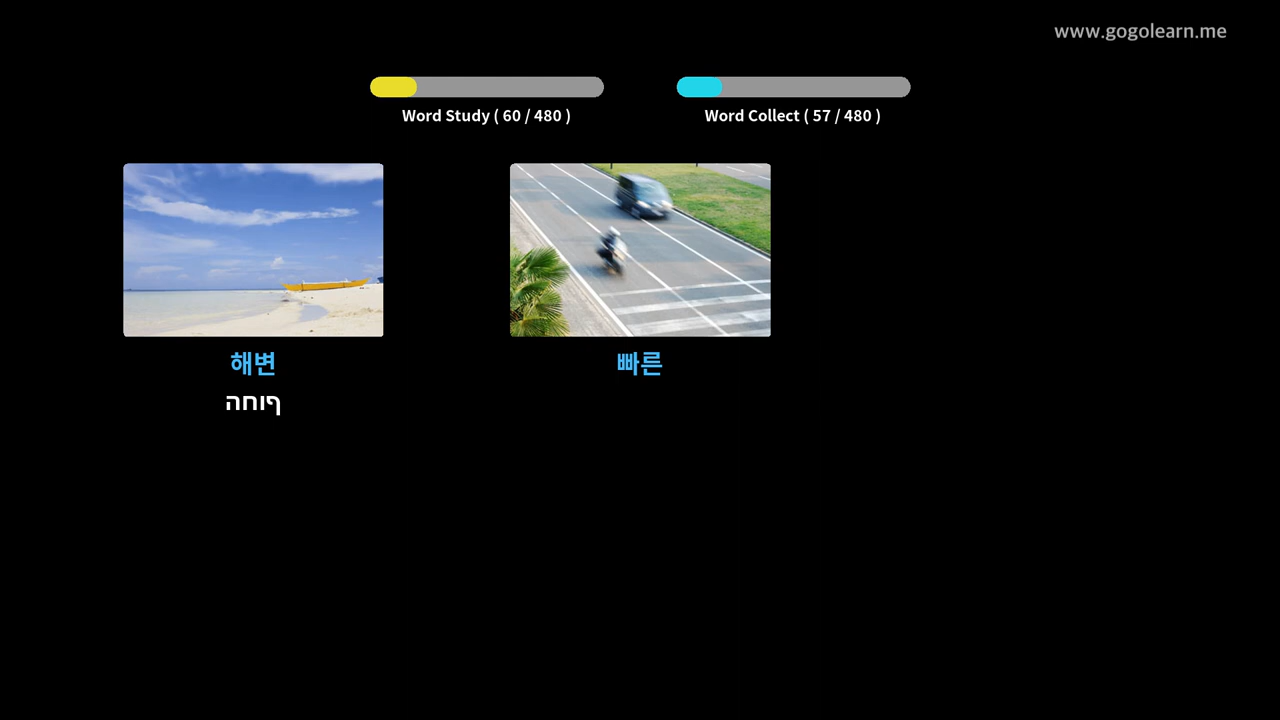 www.gogolearn.me
Word Study ( 60 / 480 )
Word Collect ( 57 / 480 )
해변
빠른
החוף